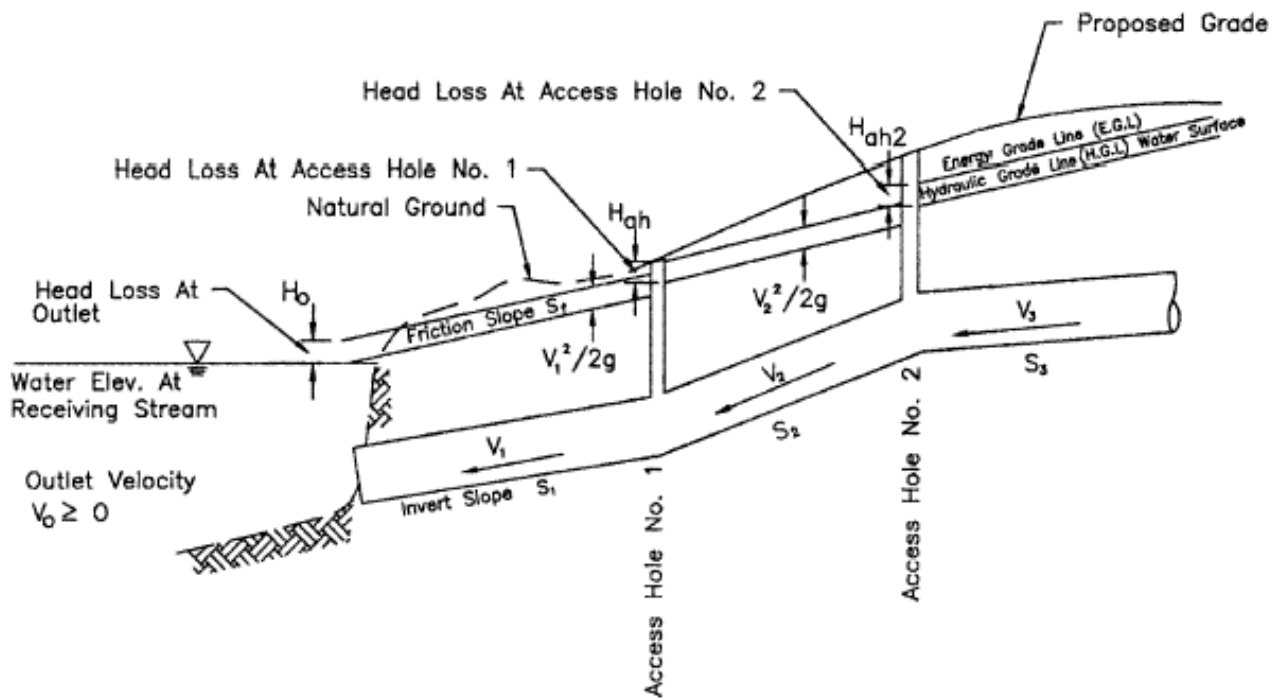 Proposed Grade
Head Loss At Access Hole No. 2
Hah2
Energy Grade Line (E.G.L)
Hydraulic Grade Line (H.G.L) Water Surface
Head Loss At Access Hole No. 1
Natural Ground
Hah
Head Loss At
Outlet
Ho
Friction Slope Sf
V₁²/2g
V₂²/2g
Water Elev. At
Receiving Stream
V₃
S₃
V₂
S₂
V₁
Invert Slope S₁
Outlet Velocity
Vo ≥ 0
Access Hole No. 1
Access Hole No. 2